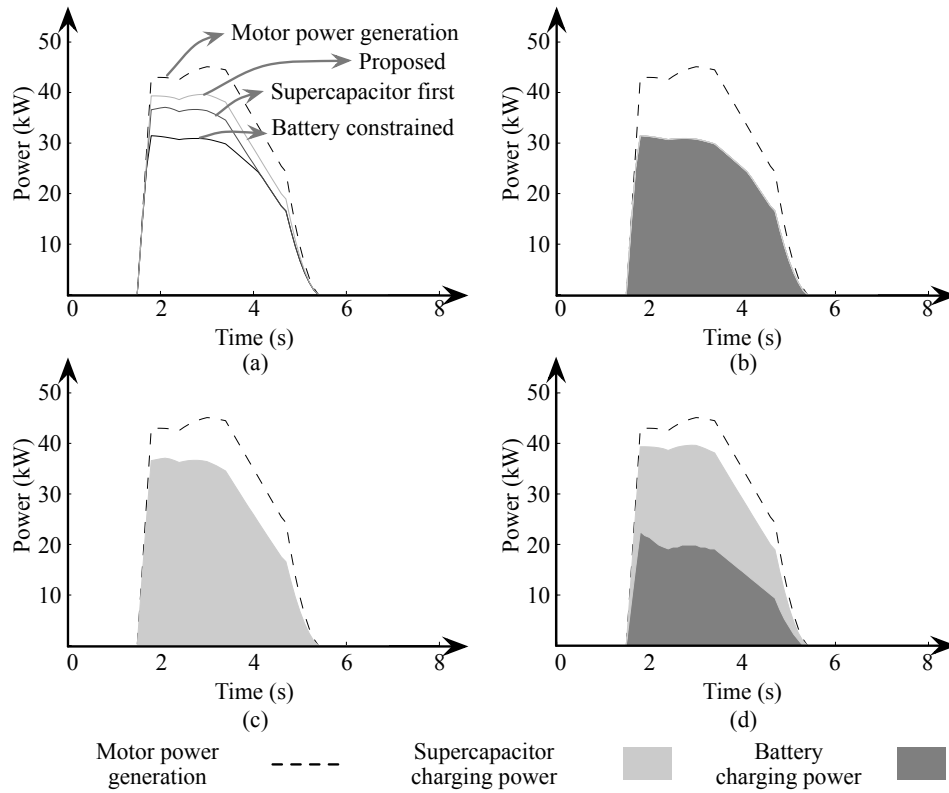 50
40
30
20
10
Power (kW)
Motor power generation
Proposed
Supercapacitor first
Battery constrained
0 2 4 6 8
Time (s)
(a)
50
40
30
20
10
Power (kW)
0 2 4 6 8
Time (s)
(b)
50
40
30
20
10
Power (kW)
0 2 4 6 8
Time (s)
(c)
50
40
30
20
10
Power (kW)
0 2 4 6 8
Time (s)
(d)
Motor power
generation
Supercapacitor
charging power
Battery
charging power